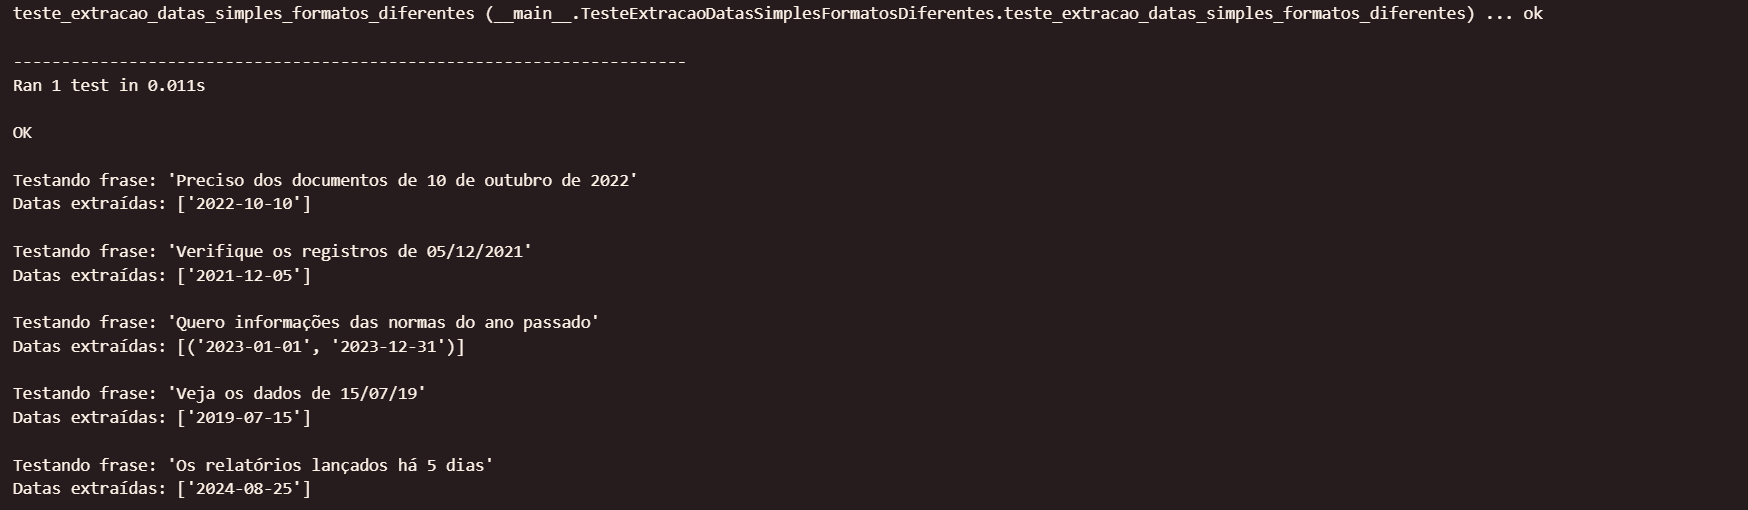 teste_extracao_datas_simples_formatos_diferentes (__main__.TesteExtracaoDatasSimplesFormatosDiferentes.teste_extracao_datas_simples_formatos_diferentes) ... ok
----------------------------------------------------------------------
Ran 1 test in 0.011s
OK
Testando frase: 'Preciso dos documentos de 10 de outubro de 2022'
Datas extraídas: ['2022-10-10']
Testando frase: 'Verifique os registros de 05/12/2021'
Datas extraídas: ['2021-12-05']
Testando frase: 'Quero informações das normas do ano passado'
Datas extraídas: [('2023-01-01', '2023-12-31')]
Testando frase: 'Veja os dados de 15/07/19'
Datas extraídas: ['2019-07-15']
Testando frase: 'Os relatórios lançados há 5 dias'
Datas extraídas: ['2024-08-25']